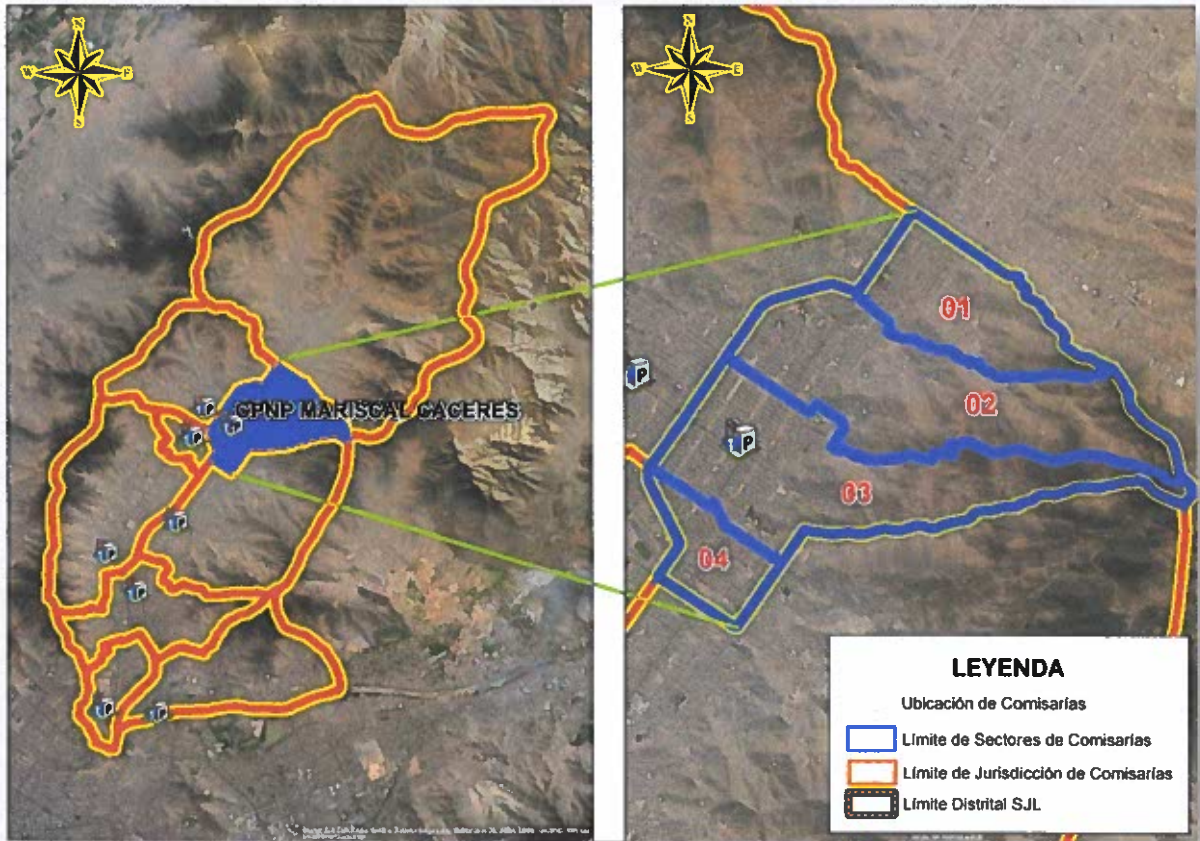 N
W
E
S
CPNP MARISCAL CACERES
P
P
P
P
P
P
P
P
N
W
E
S
01
02
03
04
P
P
LEYENDA
Ubicación de Comisarías
Límite de Sectores de Comisarías
Límite de Jurisdicción de Comisarías
Límite Distrital SJL